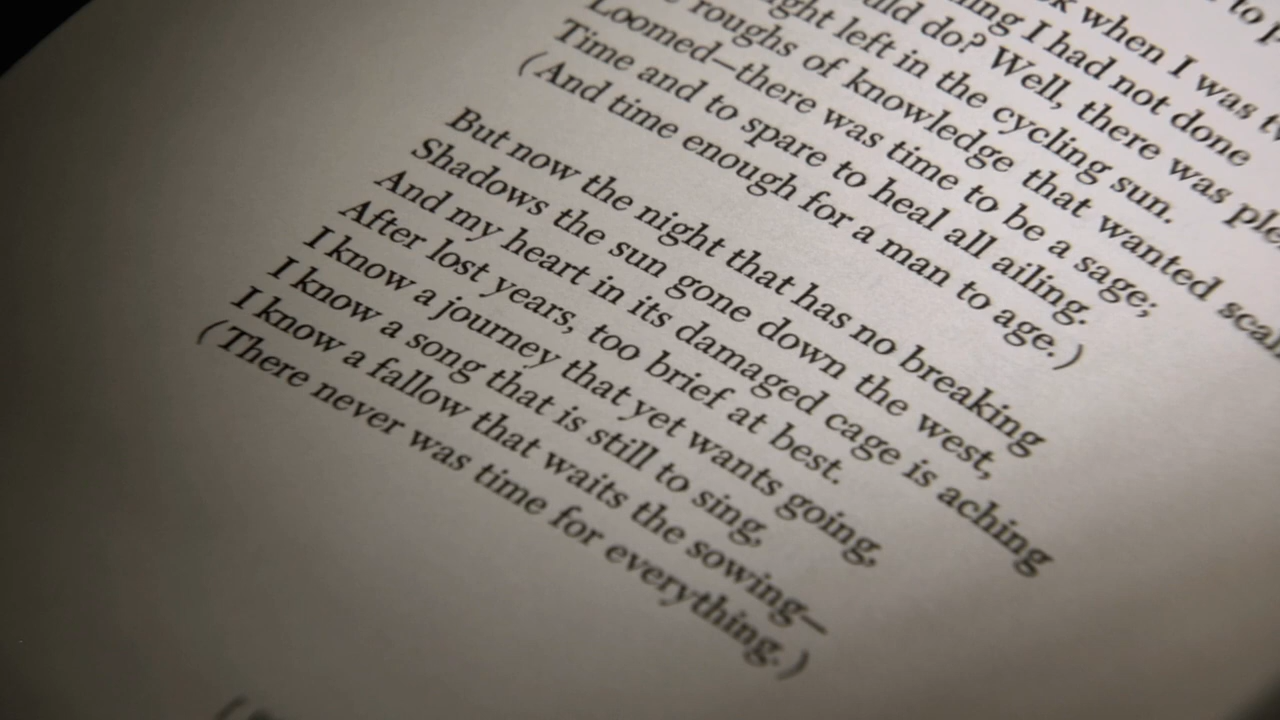 to
when I was
I had not done
do? Well, there was
left in the cycling sun.
roughs of knowledge that wanted
Loomed—there was time to be a sage;
Time and to spare to heal all ailing.
(And time enough for a man to age.)
But now the night that has no breaking
Shadows the sun gone down the west,
And my heart in its damaged cage is aching
After lost years, too brief at best.
I know a journey that yet wants going,
I know a song that is still to sing,
I know a fallow that waits the sowing—
(There never was time for everything.)